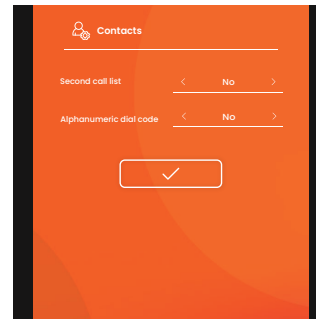 Contacts
Second call list < No >
Alphanumeric dial code < No >